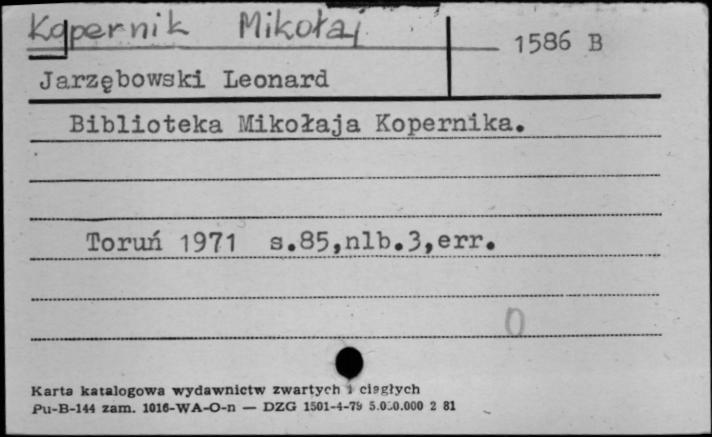 Kopernik Mikołaj
1586 B
Jarzębowski Leonard
Biblioteka Mikołaja Kopernika.
Toruń 1971 s.85,nlb.3,err.
0
Karta katalogowa wydawnictw zwartych i ciągłych
Pu-B-144 zam. 1016-WA-O-n — DZG 1501-4-79 5.000.000 2 81